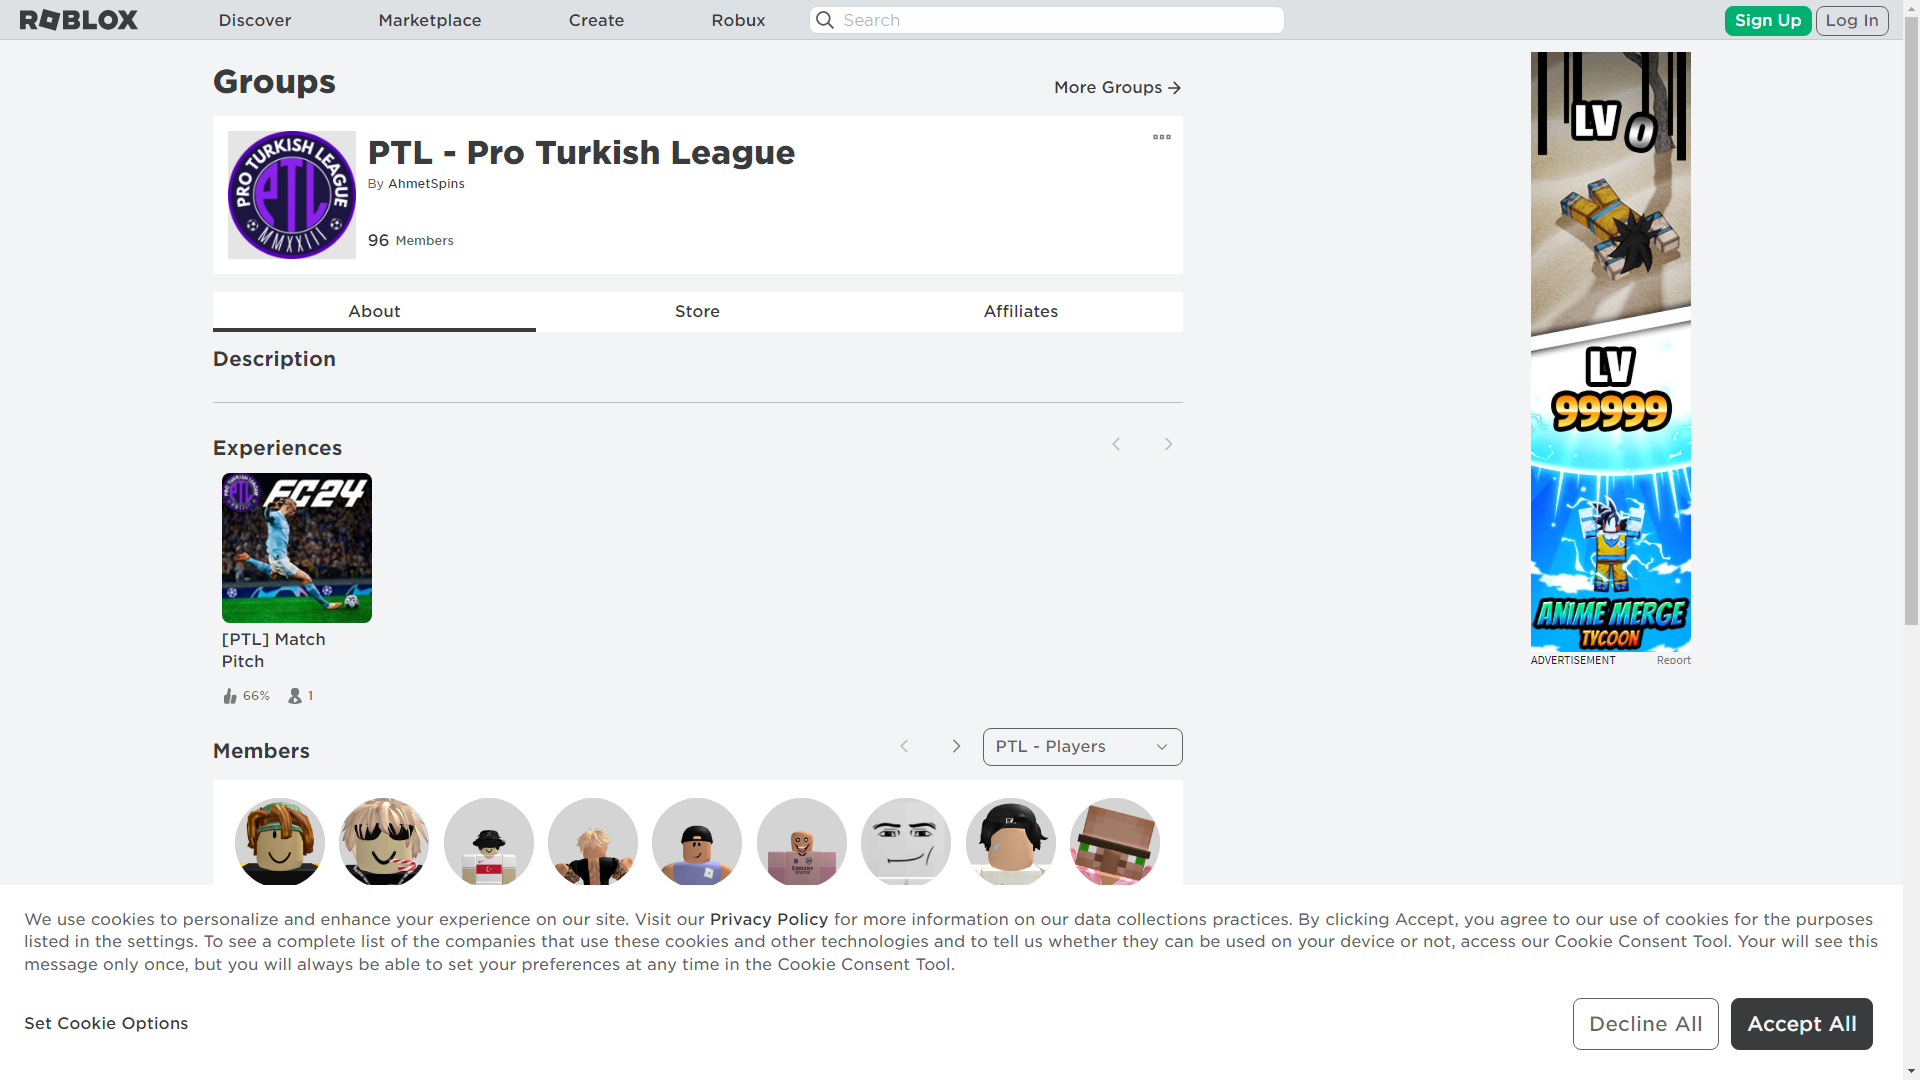 ROBLOX
Discover
Marketplace
Create
Robux
Search
Sign Up
Log In
Groups
More Groups
PRO TURKISH LEAGUE
PTL
MMXXIII
PTL - Pro Turkish League
By AhmetSpins
96 Members
About
Store
Affiliates
Description
Experiences
PTL
FC24
[PTL] Match
Pitch
66%
1
Members
PTL - Players
LV 0
LV
99999
ANIME MERGE
TYCOON
ADVERTISEMENT
Report
We use cookies to personalize and enhance your experience on our site. Visit our Privacy Policy for more information on our data collections practices. By clicking Accept, you agree to our use of cookies for the purposes
listed in the settings. To see a complete list of the companies that use these cookies and other technologies and to tell us whether they can be used on your device or not, access our Cookie Consent Tool. Your will see this
message only once, but you will always be able to set your preferences at any time in the Cookie Consent Tool.
Set Cookie Options
Decline All
Accept All